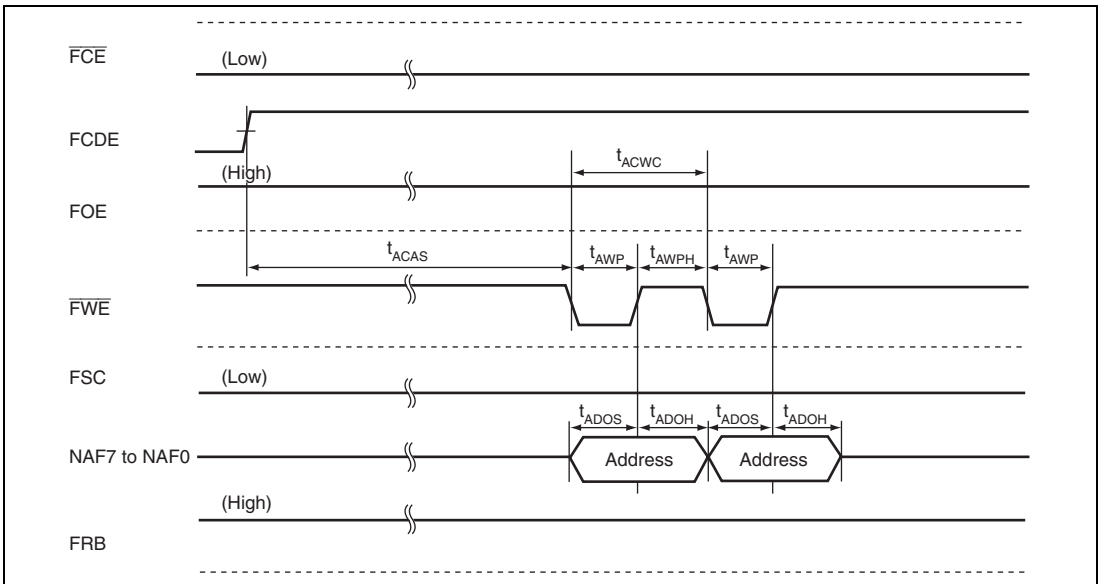 FCE (Low)
FCDE
(High)
tACWC
FOE
tACAS tAWP tAWPH tAWP
FWE
FSC (Low)
tADOS tADOH tADOS tADOH
NAF7 to NAF0 Address Address
(High)
FRB